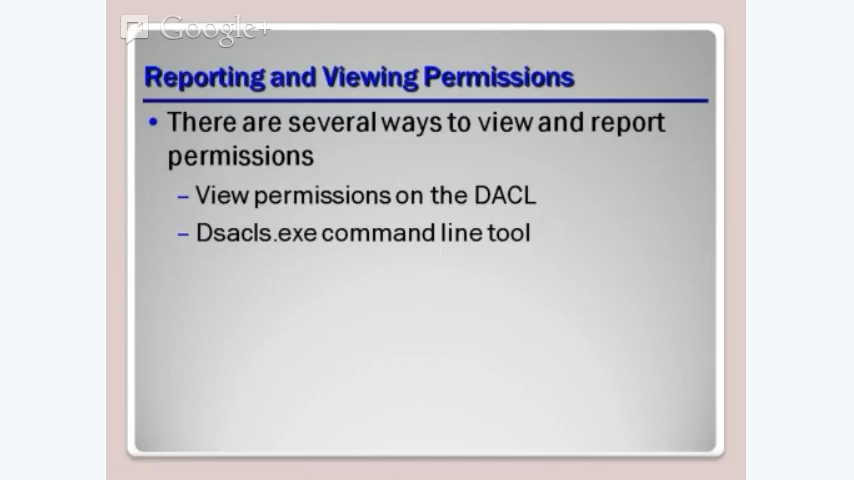 Google+
Reporting and Viewing Permissions
• There are several ways to view and report
permissions
– View permissions on the DACL
– Dsacls.exe command line tool